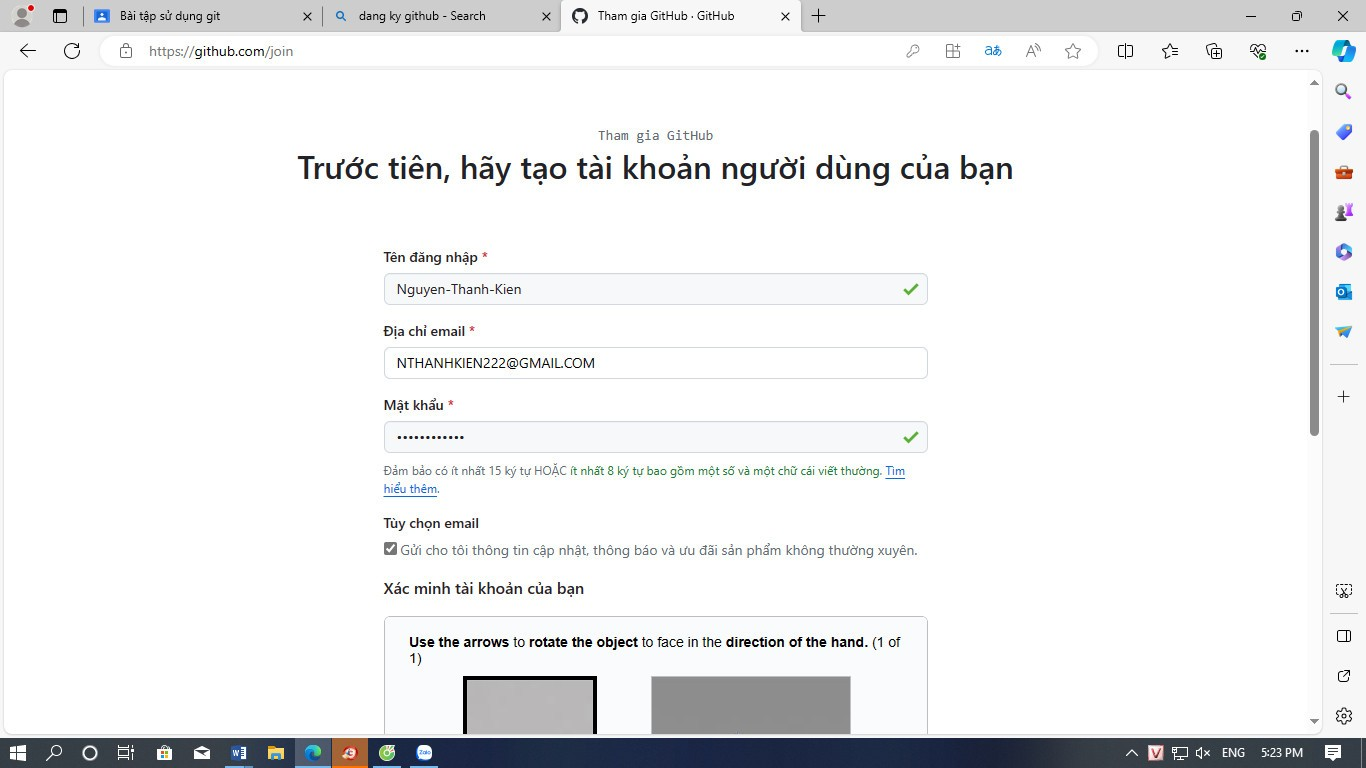 Bài tập sử dụng git
dang ky github - Search
Tham gia GitHub · GitHub
https://github.com/join
Tham gia GitHub
Trước tiên, hãy tạo tài khoản người dùng của bạn
Tên đăng nhập *
Nguyen-Thanh-Kien
Địa chỉ email *
NTHANHKIEN222@GMAIL.COM
Mật khẩu *
••••••••••••
Đảm bảo có ít nhất 15 ký tự HOẶC ít nhất 8 ký tự bao gồm một số và một chữ cái viết thường. Tìm
hiểu thêm.
Tùy chọn email
Gửi cho tôi thông tin cập nhật, thông báo và ưu đãi sản phẩm không thường xuyên.
Xác minh tài khoản của bạn
Use the arrows to rotate the object to face in the direction of the hand. (1 of
1)
Zalo
ENG
5:23 PM